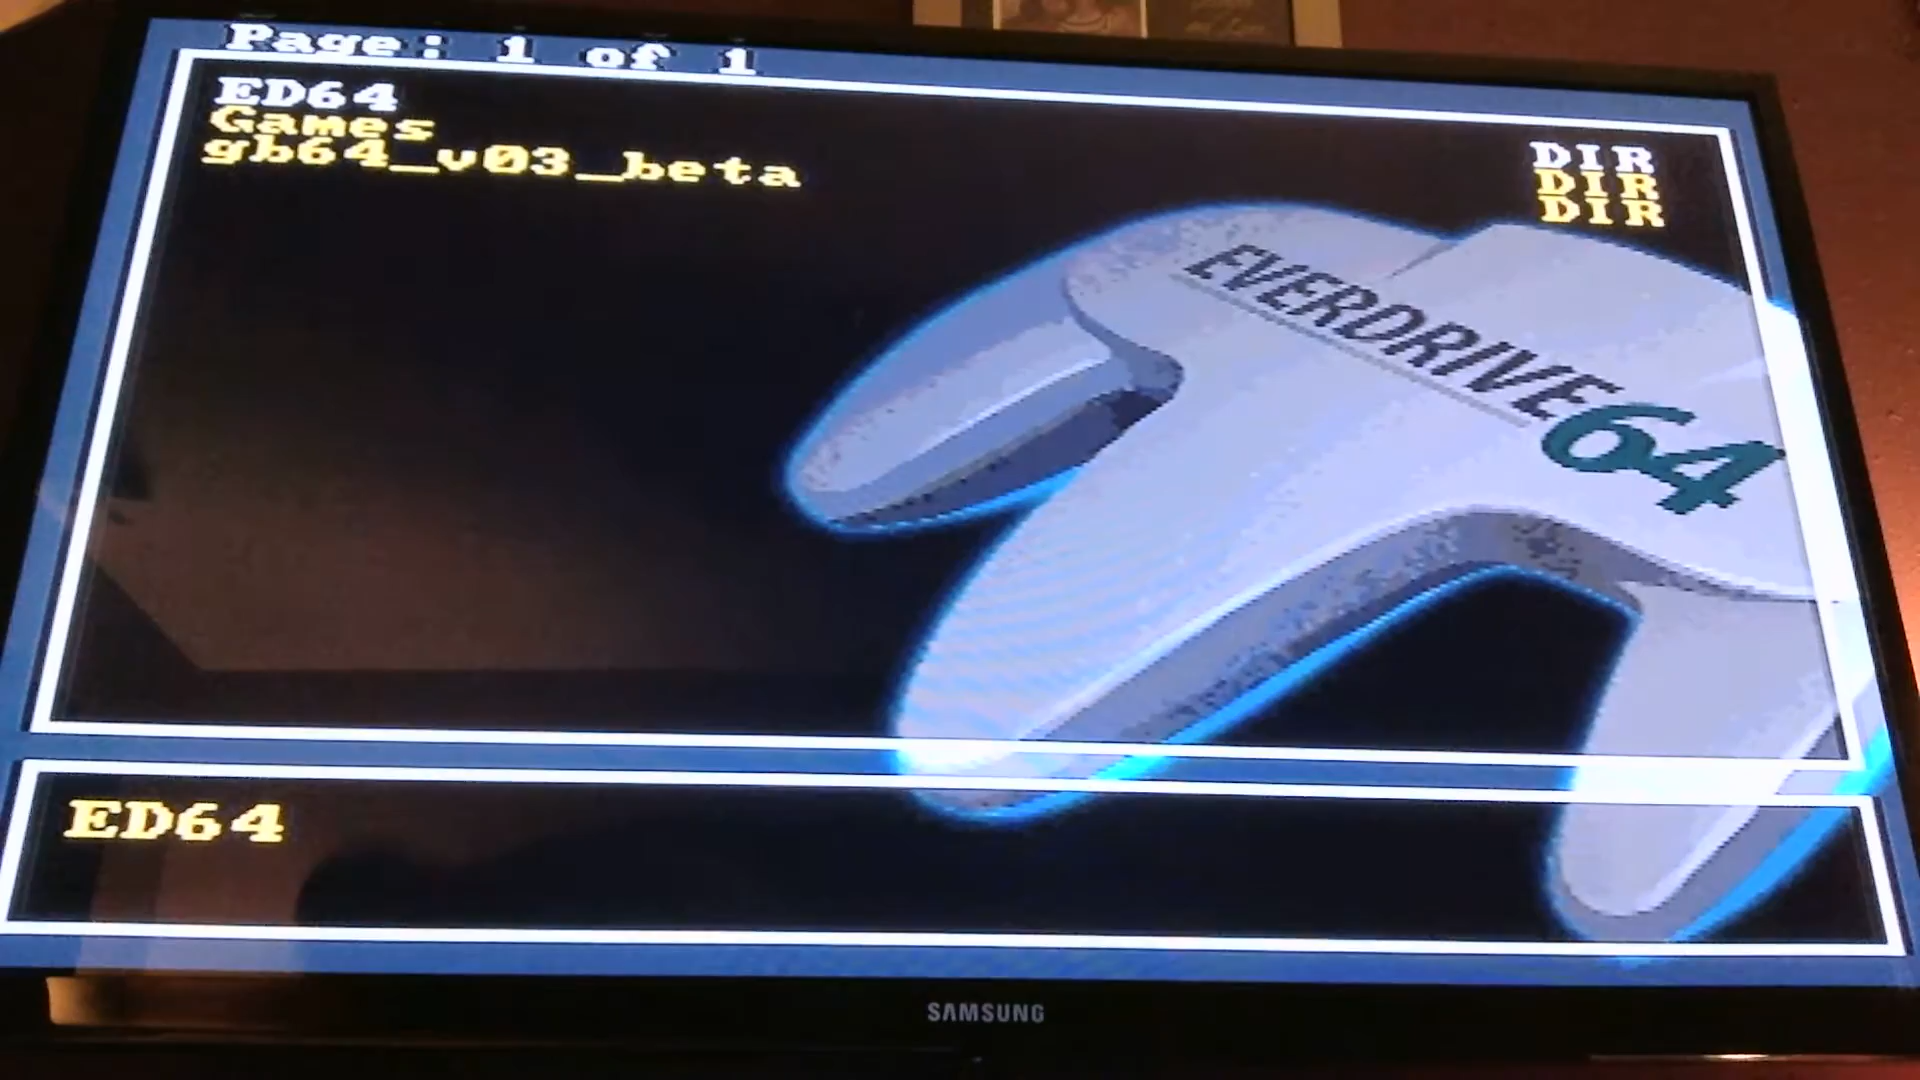 Page: 1 of 1
ED64 DIR
Games DIR
gb64_v03_beta DIR
EVERDRIVE64
ED64
SAMSUNG